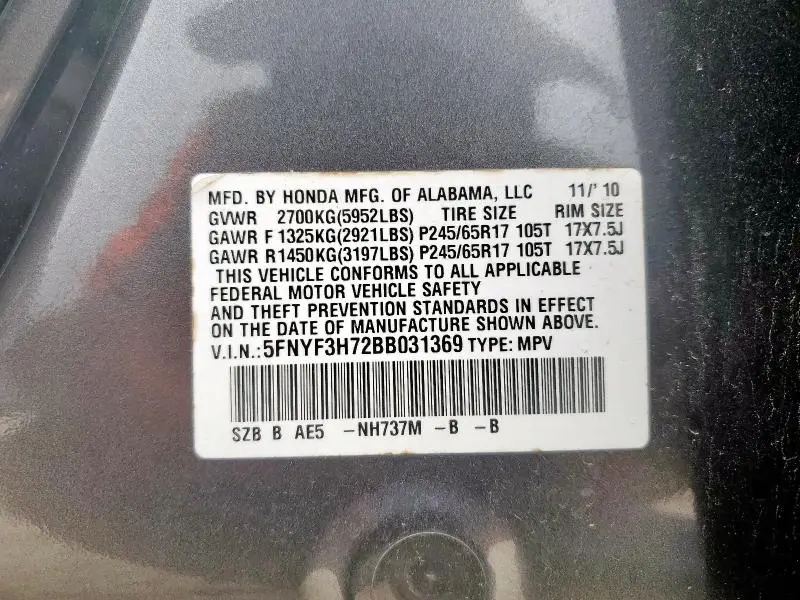 MFD. BY HONDA MFG. OF ALABAMA, LLC 11/'10
GVWR 2700KG(5952LBS) TIRE SIZE RIM SIZE
GAWR F 1325KG(2921LBS) P245/65R17 105T 17X7.5J
GAWR R 1450KG(3197LBS) P245/65R17 105T 17X7.5J
THIS VEHICLE CONFORMS TO ALL APPLICABLE
FEDERAL MOTOR VEHICLE SAFETY
AND THEFT PREVENTION STANDARDS IN EFFECT
ON THE DATE OF MANUFACTURE SHOWN ABOVE.
V.I.N.:5FNYF3H72BB031369 TYPE: MPV
SZB B AE5 -NH737M -B -B